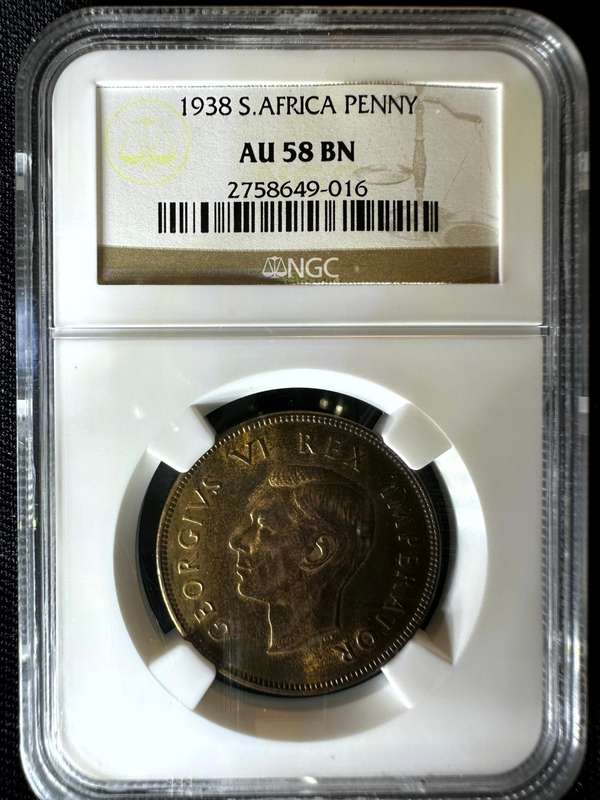 1938 S.AFRICA PENNY
AU 58 BN
2758649-016
NGC
GEORGIVS VI REX IMPERATOR